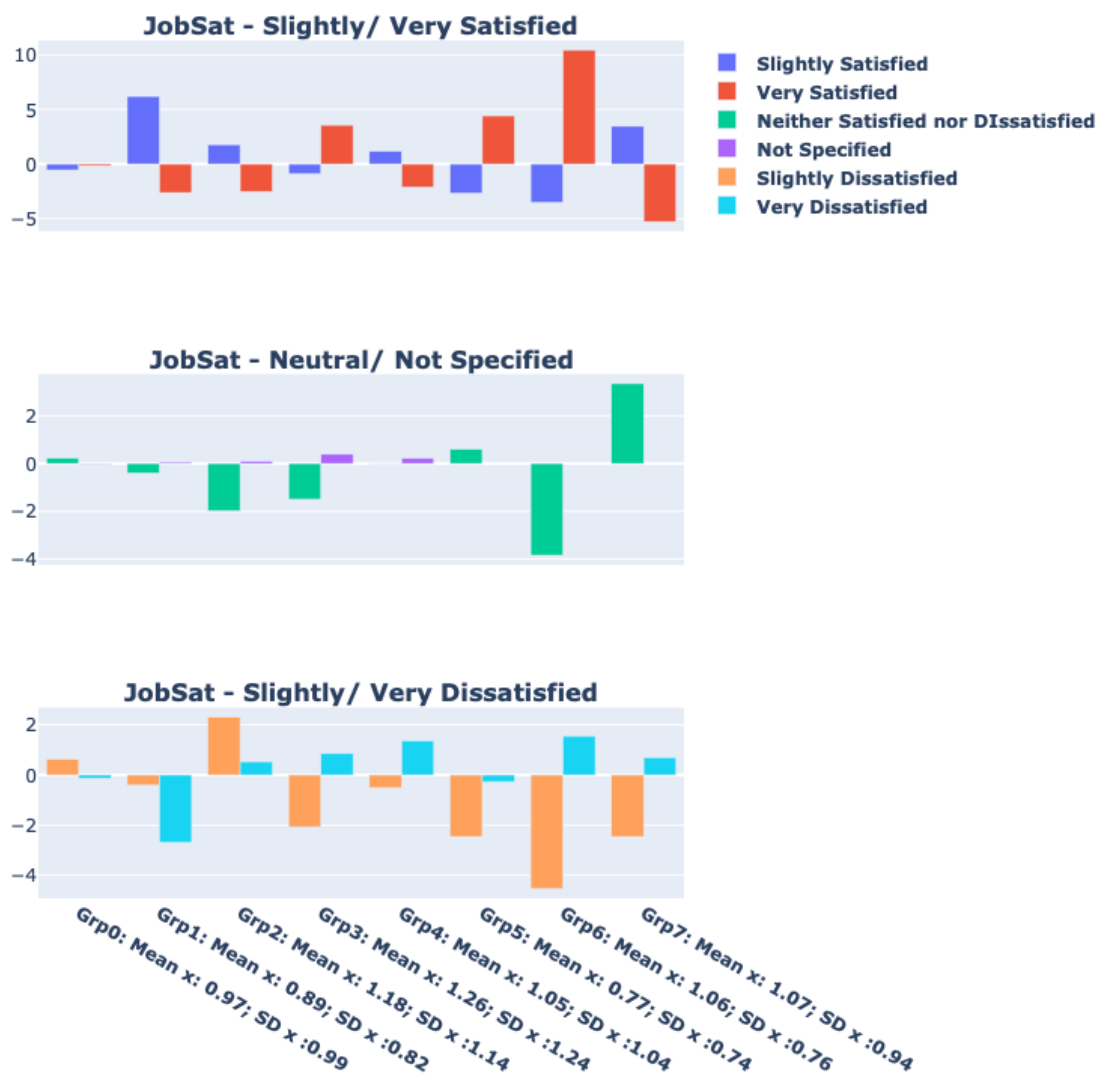 JobSat - Slightly/ Very Satisfied
10
5
0
−5
Slightly Satisfied
Very Satisfied
Neither Satisfied nor DIssatisfied
Not Specified
Slightly Dissatisfied
Very Dissatisfied
JobSat - Neutral/ Not Specified
2
0
−2
−4
JobSat - Slightly/ Very Dissatisfied
2
0
−2
−4
Grp0: Mean x: 0.97; SD x :0.99
Grp1: Mean x: 0.89; SD x :0.82
Grp2: Mean x: 1.18; SD x :1.14
Grp3: Mean x: 1.26; SD x :1.24
Grp4: Mean x: 1.05; SD x :1.04
Grp5: Mean x: 0.77; SD x :0.74
Grp6: Mean x: 1.06; SD x :0.76
Grp7: Mean x: 1.07; SD x :0.94